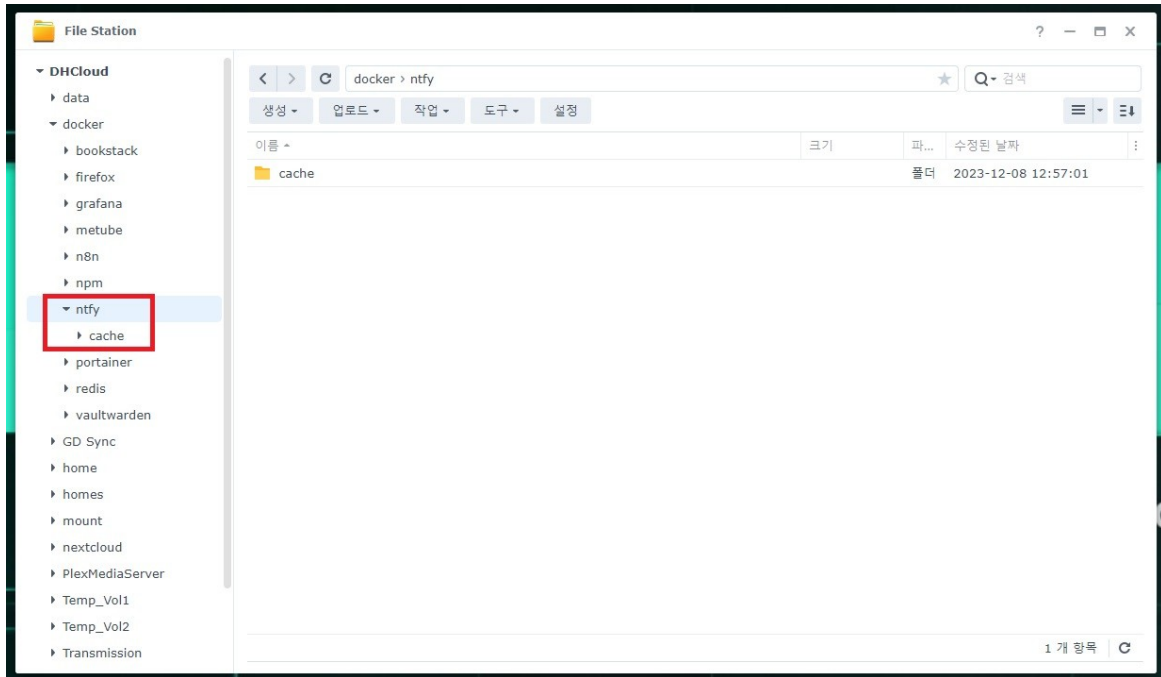 File Station
DHCloud
data
docker
bookstack
firefox
grafana
metube
n8n
npm
ntfy
cache
portainer
redis
vaultwarden
GD Sync
home
homes
mount
nextcloud
PlexMediaServer
Temp_Vol1
Temp_Vol2
Transmission
docker › ntfy
검색
생성 업로드 작업 도구 설정
이름 크기 파... 수정된 날짜
cache 폴더 2023-12-08 12:57:01
1 개 항목